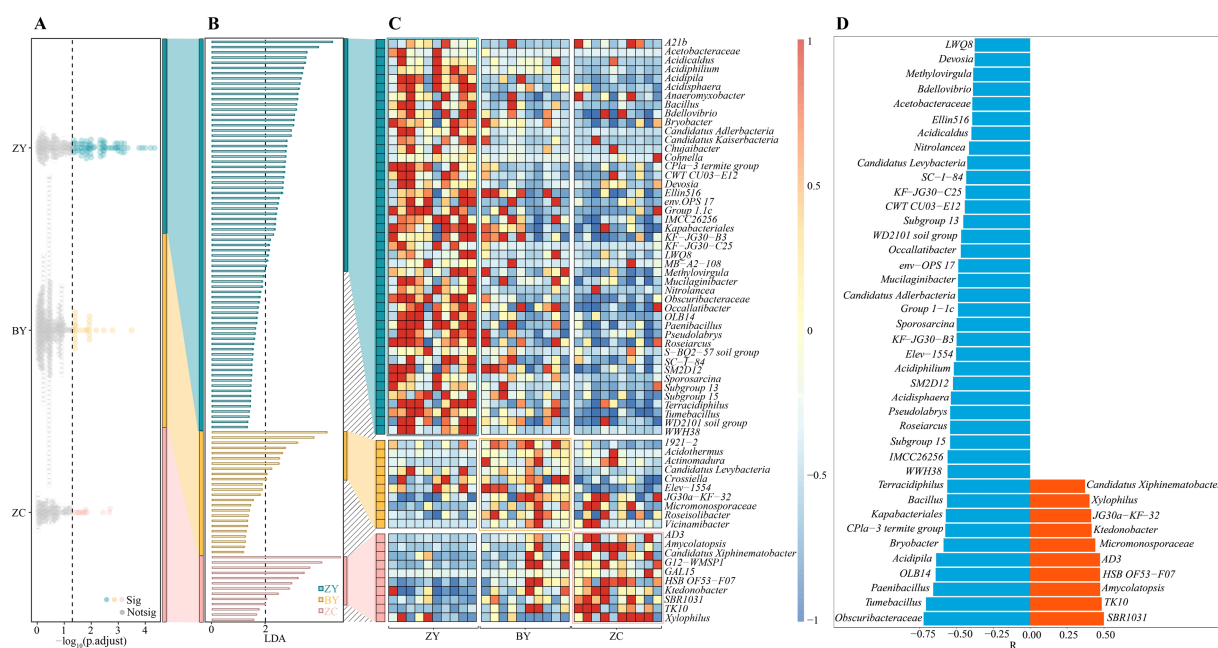 A
B
C
D
ZY
BY
ZC
Sig
Notsig
0
1
2
3
4
−log10(p.adjust)
ZY
BY
ZC
0
2
4
LDA
A21b
Acetobacteraceae
Acidicaldus
Acidiphilium
Acidipila
Acidisphaera
Anaeromyxobacter
Bacillus
Bdellovibrio
Bryobacter
Candidatus Adlerbacteria
Candidatus Kaiserbacteria
Chujaibacter
Cohnella
CPla−3 termite group
CWT CU03−E12
Devosia
Ellin516
env.OPS 17
Group 1.1c
IMCC26256
Kapabacteriales
KF−JG30−B3
KF−JG30−C25
LWQ8
MB−A2−108
Methylovirgula
Mucilaginibacter
Nitrolancea
Obscuribacteraceae
Occallatibacter
OLB14
Paenibacillus
Pseudolabrys
Roseiarcus
S−BQ2−57 soil group
SC−I−84
SM2D12
Sporosarcina
Subgroup 13
Subgroup 15
Terracidiphilus
Tumebacillus
WD2101 soil group
WWH38
1921−2
Acidothermus
Actinomadura
Candidatus Levybacteria
Crossiella
Elev−1554
JG30a−KF−32
Micromonosporaceae
Roseisolibacter
Vicinamibacter
AD3
Amycolatopsis
Candidatus Xiphinematobacter
G12−WMSP1
GAL15
HSB OF53−F07
Ktedonobacter
SBR1031
TK10
Xylophilus
ZY
BY
ZC
1
0.5
0
−0.5
−1
LWQ8
Devosia
Methylovirgula
Bdellovibrio
Acetobacteraceae
Ellin516
Acidicaldus
Nitrolancea
Candidatus Levybacteria
SC−I−84
KF−JG30−C25
CWT CU03−E12
Subgroup 13
WD2101 soil group
Occallatibacter
env−OPS 17
Mucilaginibacter
Candidatus Adlerbacteria
Group 1−1c
Sporosarcina
KF−JG30−B3
Elev−1554
Acidiphilium
SM2D12
Acidisphaera
Pseudolabrys
Roseiarcus
Subgroup 15
IMCC26256
WWH38
Terracidiphilus Candidatus Xiphinematobacter
Bacillus Xylophilus
Kapabacteriales JG30a−KF−32
CPla−3 termite group Ktedonobacter
Bryobacter Micromonosporaceae
Acidipila AD3
OLB14 HSB OF53−F07
Paenibacillus Amycolatopsis
Tumebacillus TK10
Obscuribacteraceae SBR1031
−0.75 −0.50 −0.25 0.00 0.25 0.50
R